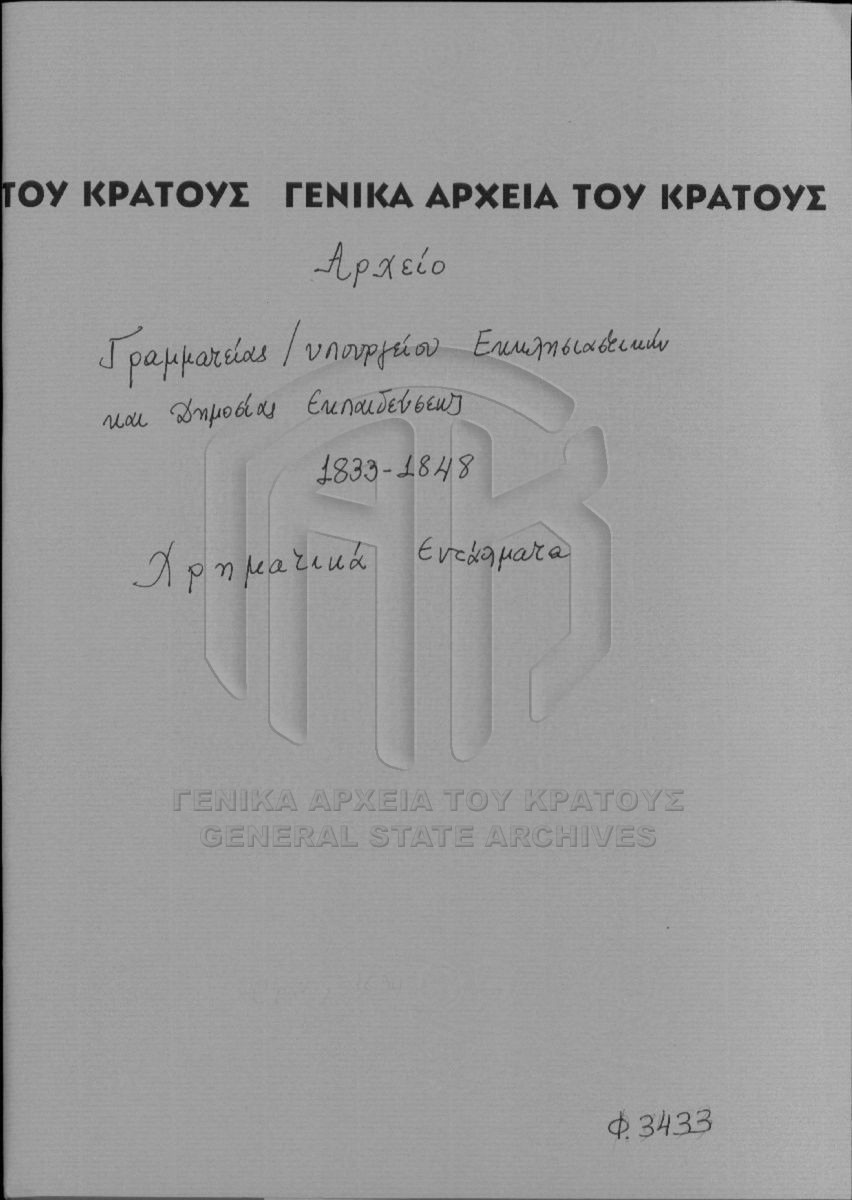 ΤΟΥ ΚΡΑΤΟΥΣ ΓΕΝΙΚΑ ΑΡΧΕΙΑ ΤΟΥ ΚΡΑΤΟΥΣ
Αρχείο
Γραμματείας / υπουργείου Εκκλησιαστικών
και Δημοσίας Εκπαιδεύσεως
1833-1848
Χρηματικά Εντάλματα
ΓΕΝΙΚΑ ΑΡΧΕΙΑ ΤΟΥ ΚΡΑΤΟΥΣ
GENERAL STATE ARCHIVES
Φ. 3433